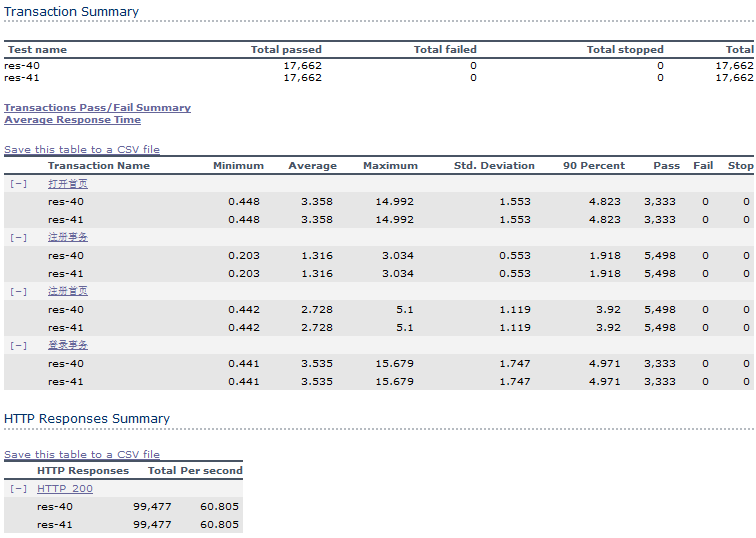 Transaction Summary
Test name Total passed Total failed Total stopped Total
res-40 17,662 0 0 17,662
res-41 17,662 0 0 17,662
Transactions Pass/Fail Summary
Average Response Time
Save this table to a CSV file
Transaction Name Minimum Average Maximum Std. Deviation 90 Percent Pass Fail Stop
[−] 打开首页
res-40 0.448 3.358 14.992 1.553 4.823 3,333 0 0
res-41 0.448 3.358 14.992 1.553 4.823 3,333 0 0
[−] 注册事务
res-40 0.203 1.316 3.034 0.553 1.918 5,498 0 0
res-41 0.203 1.316 3.034 0.553 1.918 5,498 0 0
[−] 注册首页
res-40 0.442 2.728 5.1 1.119 3.92 5,498 0 0
res-41 0.442 2.728 5.1 1.119 3.92 5,498 0 0
[−] 登录事务
res-40 0.441 3.535 15.679 1.747 4.971 3,333 0 0
res-41 0.441 3.535 15.679 1.747 4.971 3,333 0 0
HTTP Responses Summary
Save this table to a CSV file
HTTP Responses Total Per second
[−] HTTP_200
res-40 99,477 60.805
res-41 99,477 60.805